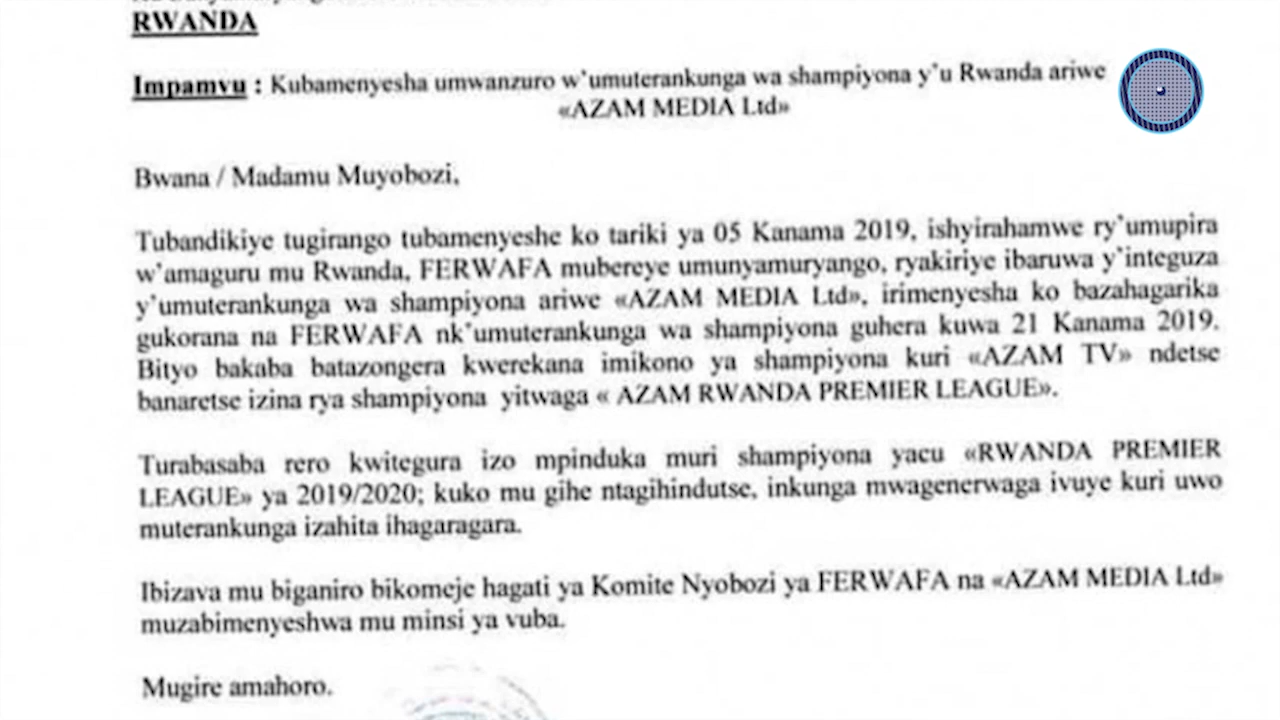 RWANDA
Impamvu : Kubamenyesha umwanzuro w’umuterankunga wa shampiyona y’u Rwanda ariwe
«AZAM MEDIA Ltd»
Bwana / Madamu Muyobozi,
Tubandikiye tugirango tubamenyeshe ko tariki ya 05 Kanama 2019, ishyirahamwe ry’umupira
w’amaguru mu Rwanda, FERWAFA mubereye umunyamuryango, ryakiriye ibaruwa y’integuza
y’umuterankunga wa shampiyona ariwe «AZAM MEDIA Ltd», irimenyesha ko bazahagarika
gukorana na FERWAFA nk’umuterankunga wa shampiyona guhera kuwa 21 Kanama 2019.
Bityo bakaba batazongera kwerekana imikono ya shampiyona kuri «AZAM TV» ndetse
banaretse izina rya shampiyona yitwaga « AZAM RWANDA PREMIER LEAGUE».
Turabasaba rero kwitegura izo mpinduka muri shampiyona yacu «RWANDA PREMIER
LEAGUE» ya 2019/2020; kuko mu gihe ntagihindutse, inkunga mwagenerwaga ivuye kuri uwo
muterankunga izahita ihagaragara.
Ibizava mu biganiro bikomeje hagati ya Komite Nyobozi ya FERWAFA na «AZAM MEDIA Ltd»
muzabimenyeshwa mu minsi ya vuba.
Mugire amahoro.